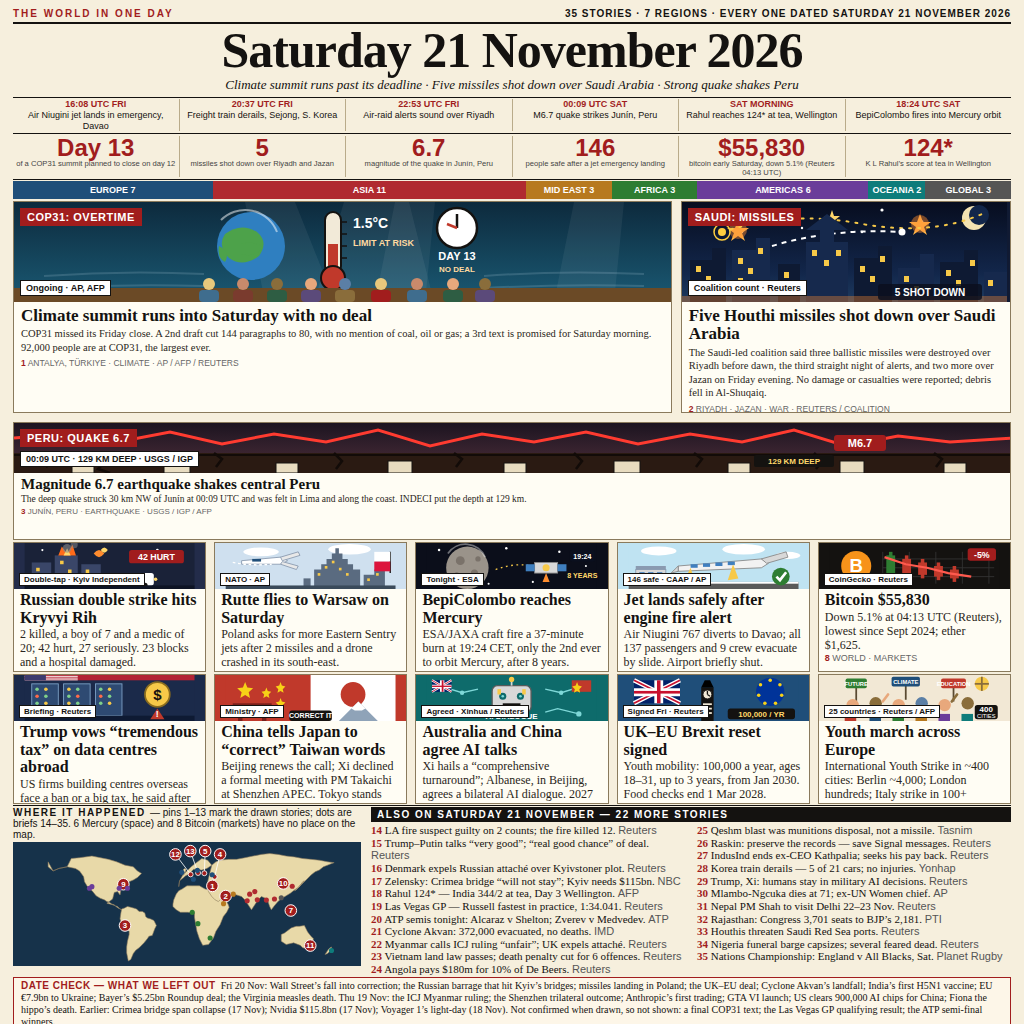 THE WORLD IN ONE DAY
35 STORIES · 7 REGIONS · EVERY ONE DATED SATURDAY 21 NOVEMBER 2026
Saturday 21 November 2026
Climate summit runs past its deadline · Five missiles shot down over Saudi Arabia · Strong quake shakes Peru
16:08 UTC FRI
Air Niugini jet lands in emergency,
Davao
20:37 UTC FRI
Freight train derails, Sejong, S. Korea
22:53 UTC FRI
Air-raid alerts sound over Riyadh
00:09 UTC SAT
M6.7 quake strikes Junín, Peru
SAT MORNING
Rahul reaches 124* at tea, Wellington
18:24 UTC SAT
BepiColombo fires into Mercury orbit
Day 13
of a COP31 summit planned to close on day 12
5
missiles shot down over Riyadh and Jazan
6.7
magnitude of the quake in Junín, Peru
146
people safe after a jet emergency landing
$55,830
bitcoin early Saturday, down 5.1% (Reuters
04:13 UTC)
124*
K L Rahul's score at tea in Wellington
EUROPE 7
ASIA 11
MID EAST 3
AFRICA 3
AMERICAS 6
OCEANIA 2
GLOBAL 3
COP31: OVERTIME
1.5°C
LIMIT AT RISK
DAY 13
NO DEAL
Ongoing · AP, AFP
Climate summit runs into Saturday with no deal
COP31 missed its Friday close. A 2nd draft cut 144 paragraphs to 80, with no mention of coal, oil or gas; a 3rd text is promised for Saturday morning.
92,000 people are at COP31, the largest ever.
1 ANTALYA, TÜRKIYE · CLIMATE · AP / AFP / REUTERS
SAUDI: MISSILES
Coalition count · Reuters
5 SHOT DOWN
Five Houthi missiles shot down over Saudi
Arabia
The Saudi-led coalition said three ballistic missiles were destroyed over
Riyadh before dawn, the third straight night of alerts, and two more over
Jazan on Friday evening. No damage or casualties were reported; debris
fell in Al-Shuqaiq.
2 RIYADH · JAZAN · WAR · REUTERS / COALITION
PERU: QUAKE 6.7
00:09 UTC · 129 KM DEEP · USGS / IGP
M6.7
129 KM DEEP
Magnitude 6.7 earthquake shakes central Peru
The deep quake struck 30 km NW of Junín at 00:09 UTC and was felt in Lima and along the coast. INDECI put the depth at 129 km.
3 JUNÍN, PERU · EARTHQUAKE · USGS / IGP / AFP
42 HURT
Double-tap · Kyiv Independent
Russian double strike hits
Kryvyi Rih
2 killed, a boy of 7 and a medic of
20; 42 hurt, 27 seriously. 23 blocks
and a hospital damaged.
NATO · AP
Rutte flies to Warsaw on
Saturday
Poland asks for more Eastern Sentry
jets after 2 missiles and a drone
crashed in its south-east.
19:24
8 YEARS
Tonight · ESA
BepiColombo reaches
Mercury
ESA/JAXA craft fire a 37-minute
burn at 19:24 CET, only the 2nd ever
to orbit Mercury, after 8 years.
146 safe · CAAP / AP
Jet lands safely after
engine fire alert
Air Niugini 767 diverts to Davao; all
137 passengers and 9 crew evacuate
by slide. Airport briefly shut.
B
-5%
CoinGecko · Reuters
Bitcoin $55,830
Down 5.1% at 04:13 UTC (Reuters),
lowest since Sept 2024; ether
$1,625.
8 WORLD · MARKETS
$
!
Briefing · Reuters
Trump vows “tremendous
tax” on data centres
abroad
US firms building centres overseas
face a ban or a big tax, he said after
CORRECT IT
Ministry · AFP
China tells Japan to
“correct” Taiwan words
Beijing renews the call; Xi declined
a formal meeting with PM Takaichi
at Shenzhen APEC. Tokyo stands
Agreed · Xinhua / Reuters
Australia and China
agree AI talks
Xi hails a “comprehensive
turnaround”; Albanese, in Beijing,
agrees a bilateral AI dialogue. 2027
100,000 / YR
Signed Fri · Reuters
UK–EU Brexit reset
signed
Youth mobility: 100,000 a year, ages
18–31, up to 3 years, from Jan 2030.
Food checks end 1 Mar 2028.
FUTURE
CLIMATE
EDUCATION
400
CITIES
25 countries · Reuters / AFP
Youth march across
Europe
International Youth Strike in ~400
cities: Berlin ~4,000; London
hundreds; Italy strike in 100+
WHERE IT HAPPENED — pins 1–13 mark the drawn stories; dots are
briefs 14–35. 6 Mercury (space) and 8 Bitcoin (markets) have no place on the
map.
12
13
5
4
9
1
2
10
7
3
11
ALSO ON SATURDAY 21 NOVEMBER — 22 MORE STORIES
14 LA fire suspect guilty on 2 counts; the fire killed 12. Reuters
15 Trump–Putin talks “very good”; “real good chance” of deal.
Reuters
16 Denmark expels Russian attaché over Kvyistoner plot. Reuters
17 Zelensky: Crimea bridge “will not stay”; Kyiv needs $115bn. NBC
18 Rahul 124* — India 344/2 at tea, Day 3 Wellington. AFP
19 Las Vegas GP — Russell fastest in practice, 1:34.041. Reuters
20 ATP semis tonight: Alcaraz v Shelton; Zverev v Medvedev. ATP
21 Cyclone Akvan: 372,000 evacuated, no deaths. IMD
22 Myanmar calls ICJ ruling “unfair”; UK expels attaché. Reuters
23 Vietnam land law passes; death penalty cut for 6 offences. Reuters
24 Angola pays $180m for 10% of De Beers. Reuters
25 Qeshm blast was munitions disposal, not a missile. Tasnim
26 Raskin: preserve the records — save Signal messages. Reuters
27 IndusInd ends ex-CEO Kathpalia; seeks his pay back. Reuters
28 Korea train derails — 5 of 21 cars; no injuries. Yonhap
29 Trump, Xi: humans stay in military AI decisions. Reuters
30 Mlambo-Ngcuka dies at 71; ex-UN Women chief. AP
31 Nepal PM Shah to visit Delhi 22–23 Nov. Reuters
32 Rajasthan: Congress 3,701 seats to BJP's 2,181. PTI
33 Houthis threaten Saudi Red Sea ports. Reuters
34 Nigeria funeral barge capsizes; several feared dead. Reuters
35 Nations Championship: England v All Blacks, Sat. Planet Rugby
DATE CHECK — WHAT WE LEFT OUT Fri 20 Nov: Wall Street's fall into correction; the Russian barrage that hit Kyiv's bridges; missiles landing in Poland; the UK–EU deal; Cyclone Akvan's landfall; India's first H5N1 vaccine; EU
€7.9bn to Ukraine; Bayer's $5.25bn Roundup deal; the Virginia measles death. Thu 19 Nov: the ICJ Myanmar ruling; the Shenzhen trilateral outcome; Anthropic's first trading; GTA VI launch; US clears 900,000 AI chips for China; Fiona the
hippo's death. Earlier: Crimea bridge span collapse (17 Nov); Nvidia $115.8bn (17 Nov); Voyager 1's light-day (18 Nov). Not confirmed when drawn, so not shown: a final COP31 text; the Las Vegas GP qualifying result; the ATP semi-final
winners.